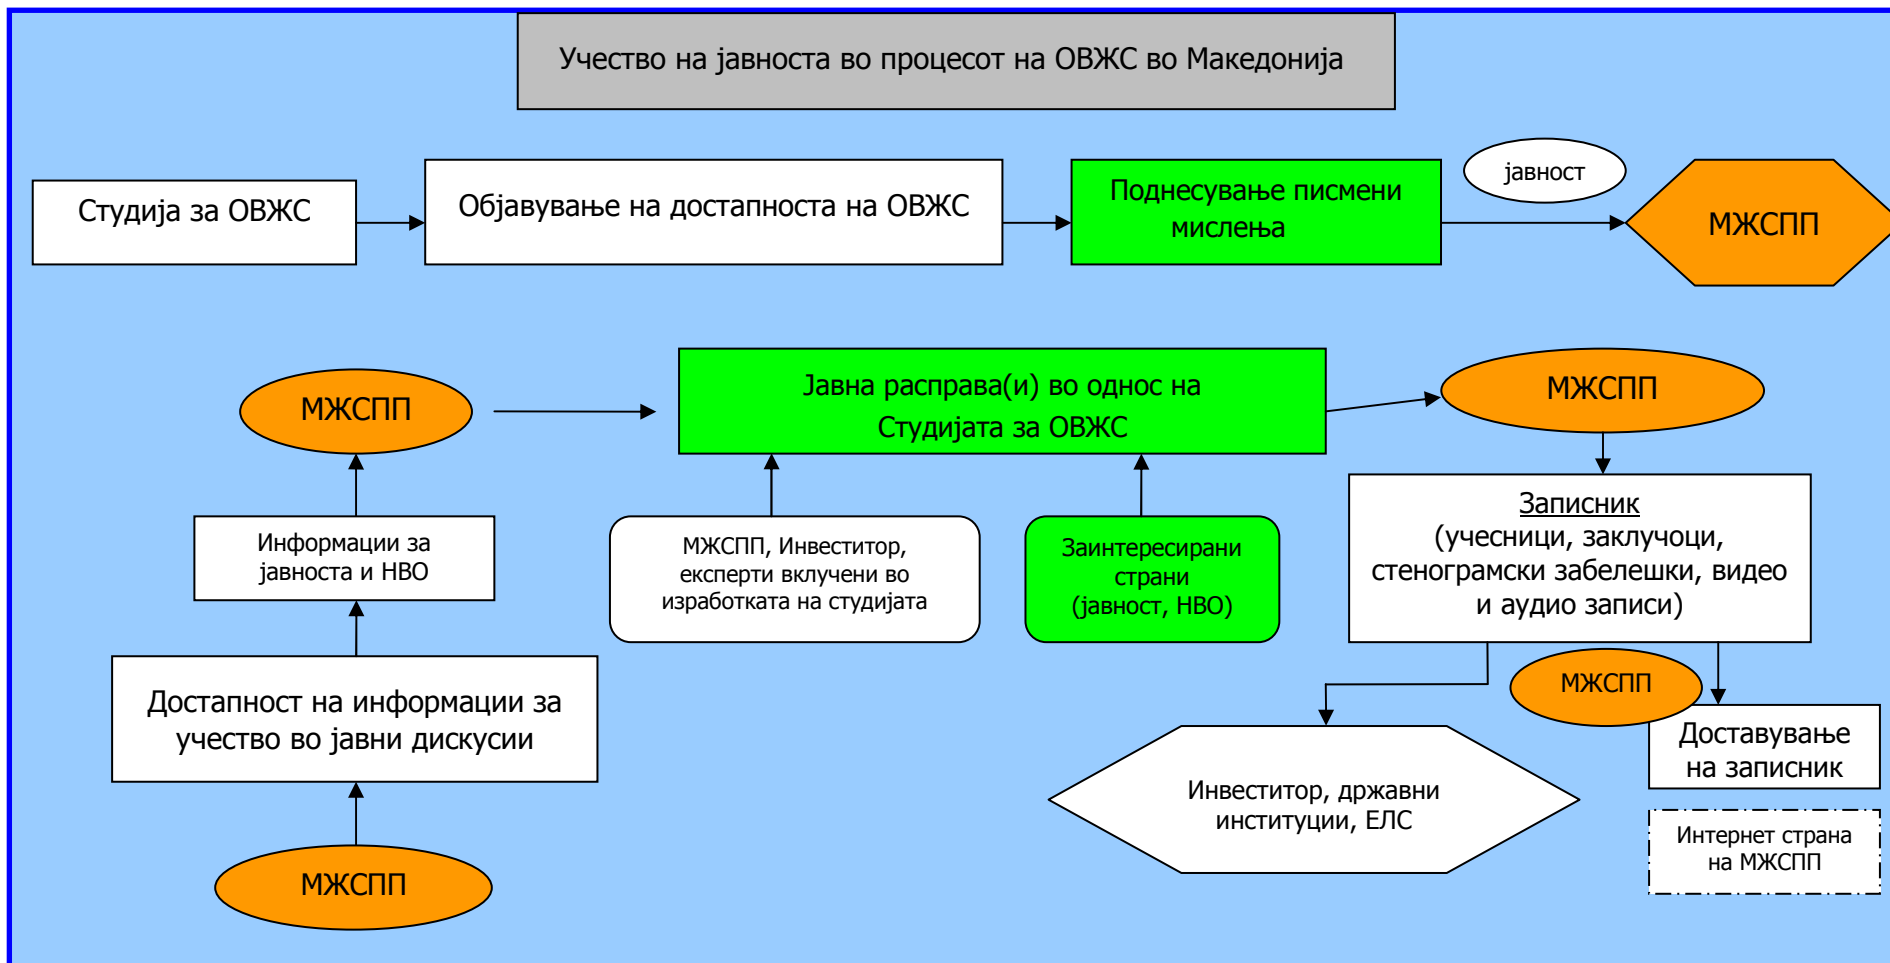 Учество на јавноста во процесот на ОВЖС во Македонија
Студија за ОВЖС
Објавување на достапноста на ОВЖС
Поднесување писмени
мислења
јавност
МЖСПП
МЖСПП
Јавна расправа(и) во однос на
Студијата за ОВЖС
МЖСПП
Информации за
јавноста и НВО
МЖСПП, Инвеститор,
експерти вклучени во
изработката на студијата
Заинтересирани
страни
(јавност, НВО)
Записник
(учесници, заклучоци,
стенограмски забелешки, видео
и аудио записи)
Достапност на информации за
учество во јавни дискусии
МЖСПП
Доставување
на записник
Инвеститор, државни
институции, ЕЛС
Интернет страна
на МЖСПП
МЖСПП